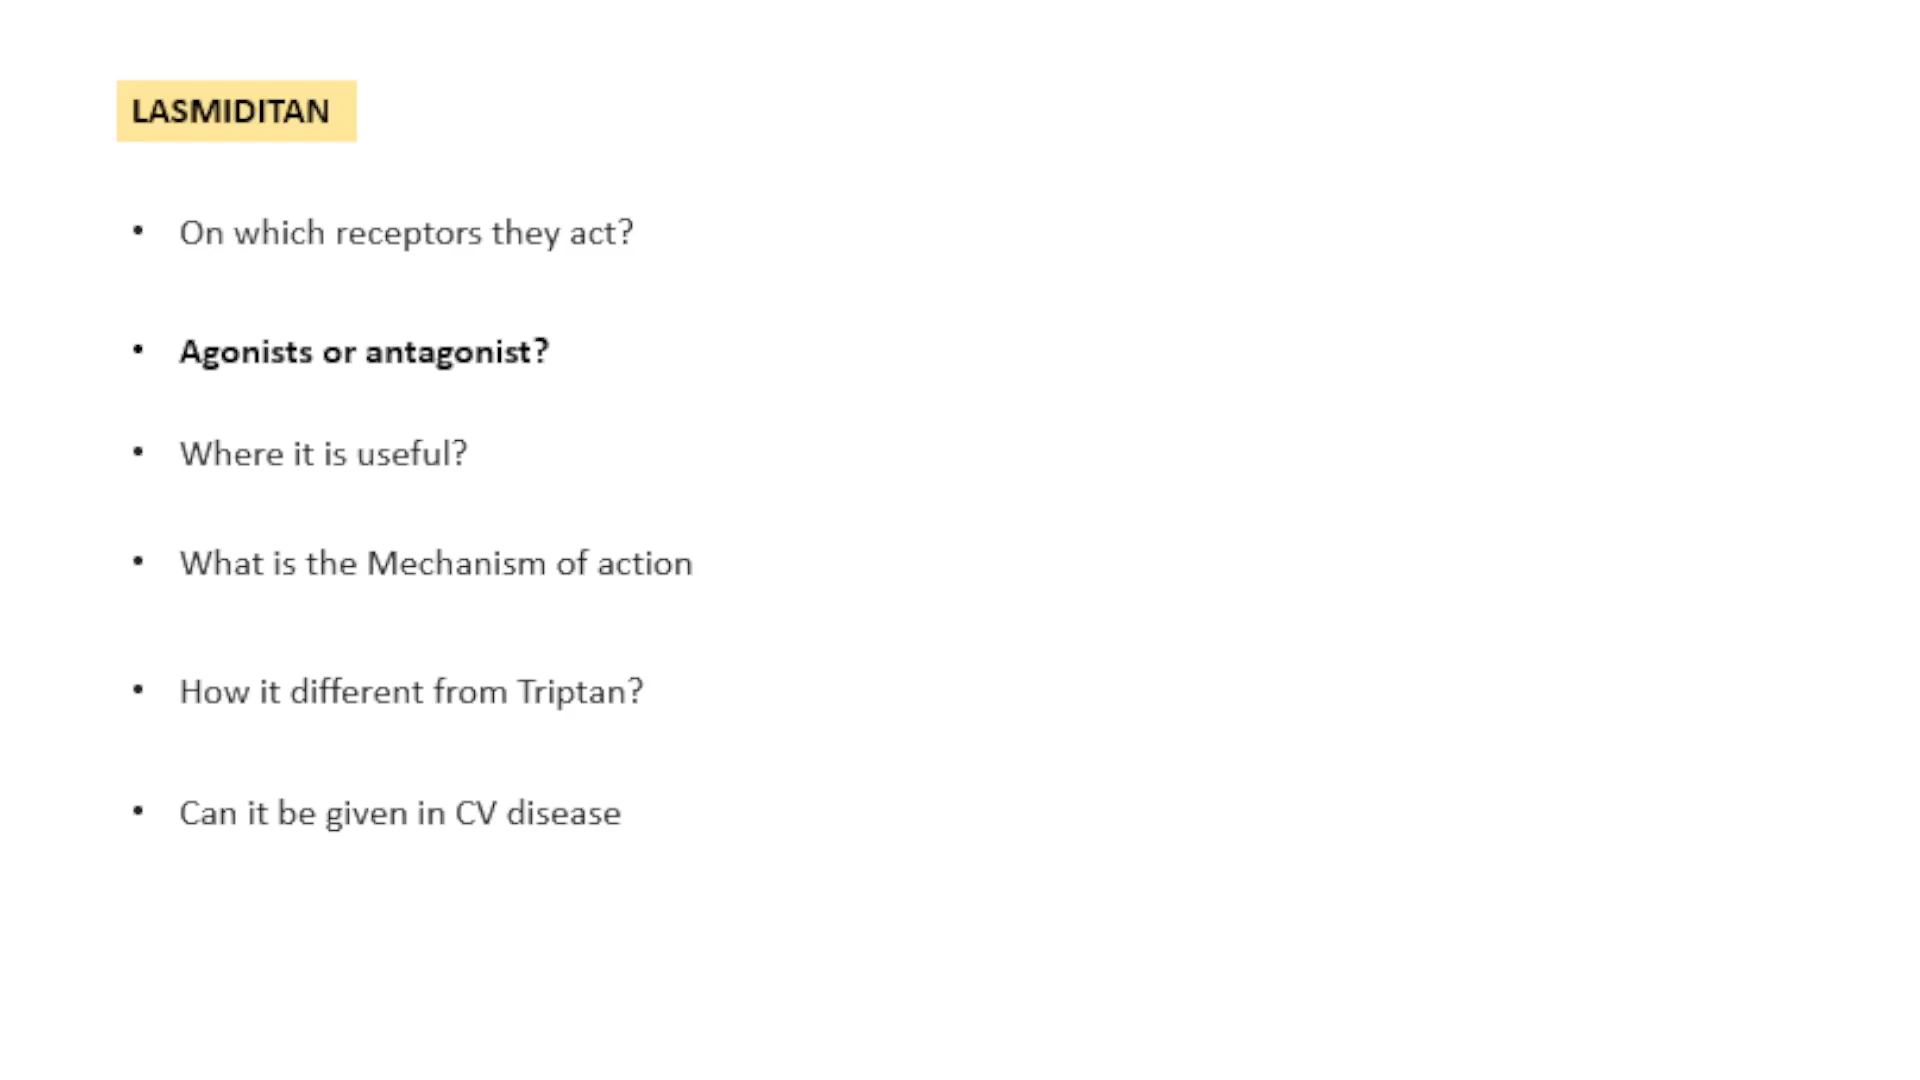 LASMIDITAN
• On which receptors they act?
• Agonists or antagonist?
• Where it is useful?
• What is the Mechanism of action
• How it different from Triptan?
• Can it be given in CV disease